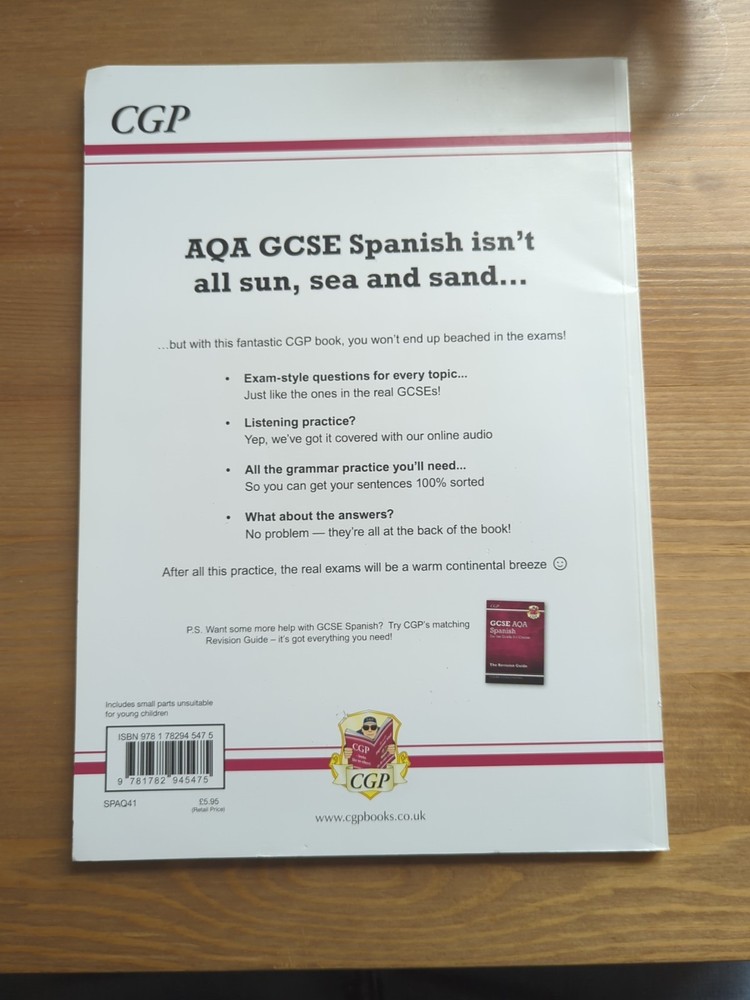 CGP
AQA GCSE Spanish isn't
all sun, sea and sand...
...but with this fantastic CGP book, you won't end up beached in the exams!
• Exam-style questions for every topic...
Just like the ones in the real GCSEs!
• Listening practice?
Yep, we've got it covered with our online audio
• All the grammar practice you'll need...
So you can get your sentences 100% sorted
• What about the answers?
No problem — they're all at the back of the book!
After all this practice, the real exams will be a warm continental breeze ☺
P.S. Want some more help with GCSE Spanish? Try CGP's matching
Revision Guide – it's got everything you need!
CGP
GCSE AQA
Spanish
The Revision Guide
Includes small parts unsuitable
for young children
ISBN 978 1 78294 547 5
9 781782 945475
SPAQ41
£5.95
(Retail Price)
CGP
CGP
www.cgpbooks.co.uk